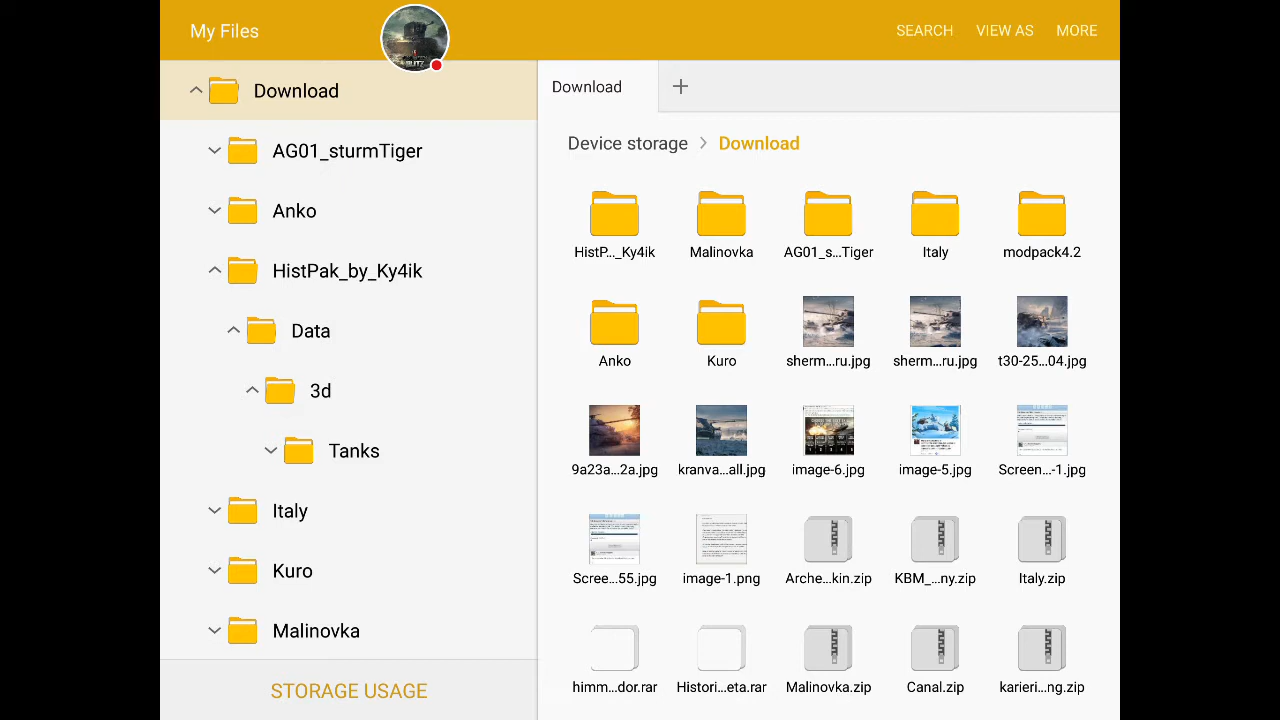 My Files
BLITZ
SEARCH
VIEW AS
MORE
Download
AG01_sturmTiger
Anko
HistPak_by_Ky4ik
Data
3d
Tanks
Italy
Kuro
Malinovka
STORAGE USAGE
Download
Device storage > Download
HistP..._Ky4ik
Malinovka
AG01_s...Tiger
Italy
modpack4.2
Anko
Kuro
sherm...ru.jpg
sherm...ru.jpg
t30-25...04.jpg
9a23a...2a.jpg
kranva...all.jpg
image-6.jpg
image-5.jpg
Screen...-1.jpg
Scree...55.jpg
image-1.png
Arche...kin.zip
KBM_...ny.zip
Italy.zip
himm...dor.rar
Histori...eta.rar
Malinovka.zip
Canal.zip
karieri...ng.zip